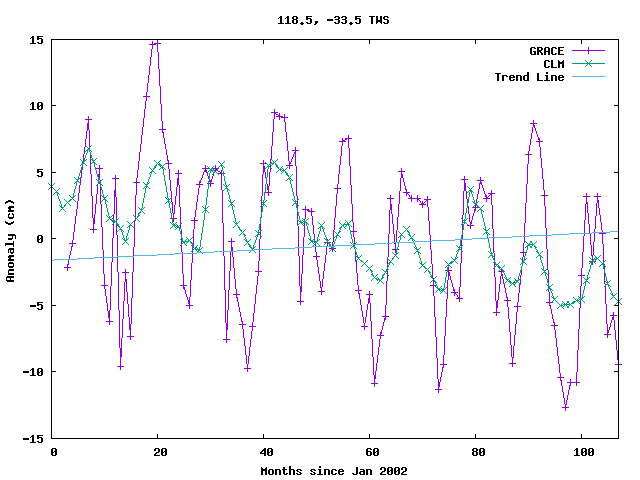 118.5, -33.5 TWS
GRACE
CLM
Trend Line
15
10
5
0
-5
-10
-15
Anomaly (cm)
0 20 40 60 80 100
Months since Jan 2002